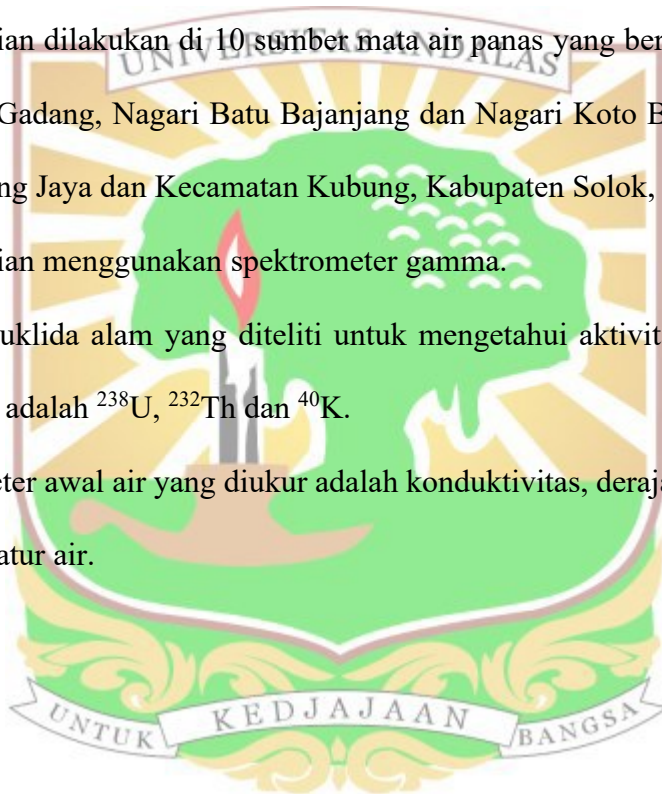 ian dilakukan di 10 sumber mata air panas yang ber
UNIVERSITAS ANDALAS
Gadang, Nagari Batu Bajanjang dan Nagari Koto B
ng Jaya dan Kecamatan Kubung, Kabupaten Solok,
ian menggunakan spektrometer gamma.
uklida alam yang diteliti untuk mengetahui aktivit
adalah ²³⁸U, ²³²Th dan ⁴⁰K.
eter awal air yang diukur adalah konduktivitas, deraja
atur air.
UNTUK KEDJAJAAN BANGSA